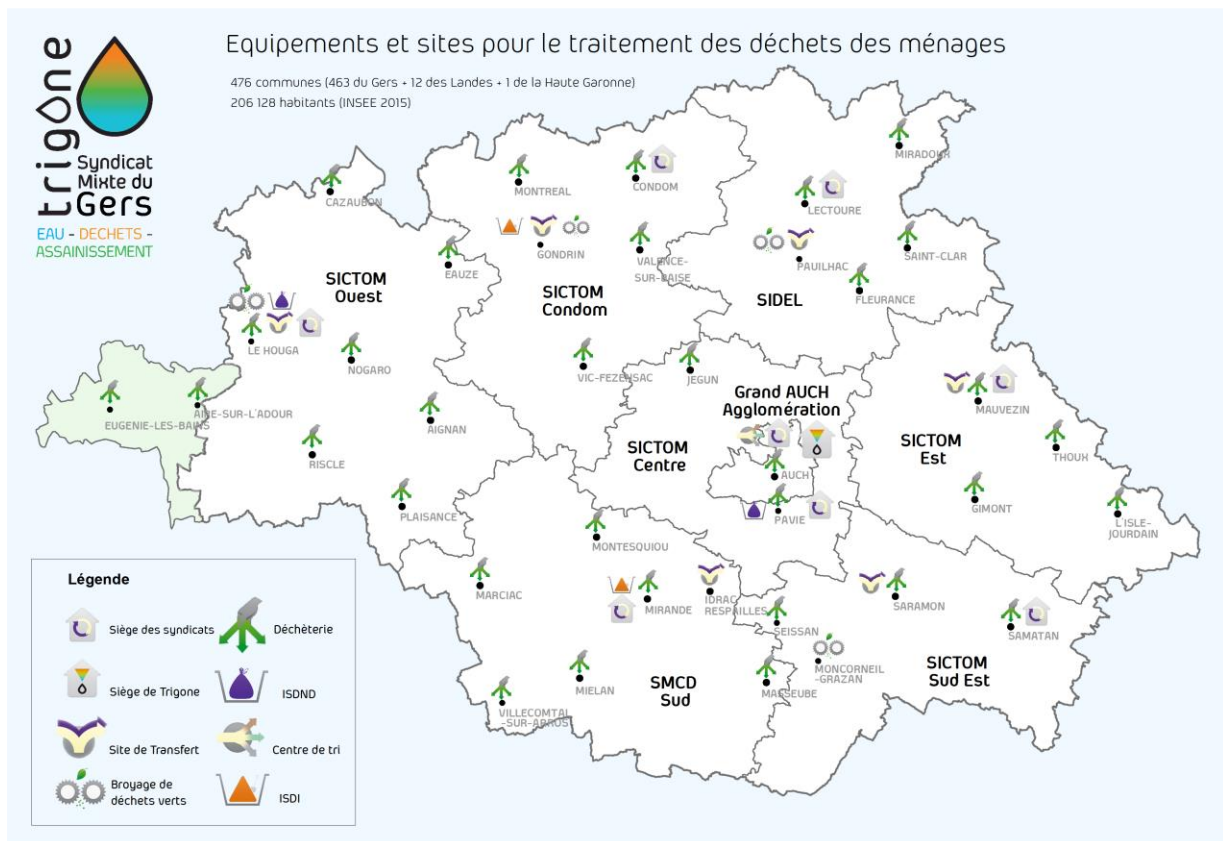 trigone
Syndicat
Mixte du
Gers
EAU - DECHETS -
ASSAINISSEMENT
Equipements et sites pour le traitement des déchets des ménages
476 communes (463 du Gers + 12 des Landes + 1 de la Haute Garonne)
206 128 habitants (INSEE 2015)
MIRADOUR
CAZAUBON
MONTREAL
CONDOM
LECTOURE
EAUZE
GONDRIN
VALENCE-
SUR-BAISE
PAUILHAC
SAINT-CLAR
FLEURANCE
SICTOM
Ouest
SICTOM
Condom
SIDEL
LE HOUGA
NOGARO
VIC-FEZENSAC
JEGUN
Grand AUCH
Agglomération
MAUVEZIN
EUGENIE-LES-BAINS
AIRE-SUR-L'ADOUR
AIGNAN
RISCLE
SICTOM
Centre
AUCH
SICTOM
Est
THOUX
GIMONT
L'ISLE-
JOURDAIN
PLAISANCE
PAVIE
MONTESQUIOU
MARCIAC
MIRANDE
IDRAC
RESPAILLES
SEISSAN
SARAMON
SAMATAN
MONCORNEIL
-GRAZAN
SICTOM
Sud Est
MIELAN
SMCD
Sud
MASSEUBE
VILLECOMTAL
-SUR-ARROS
Légende
Siège des syndicats
Déchèterie
Siège de Trigone
ISDND
Site de Transfert
Centre de tri
Broyage de
déchets verts
ISDI